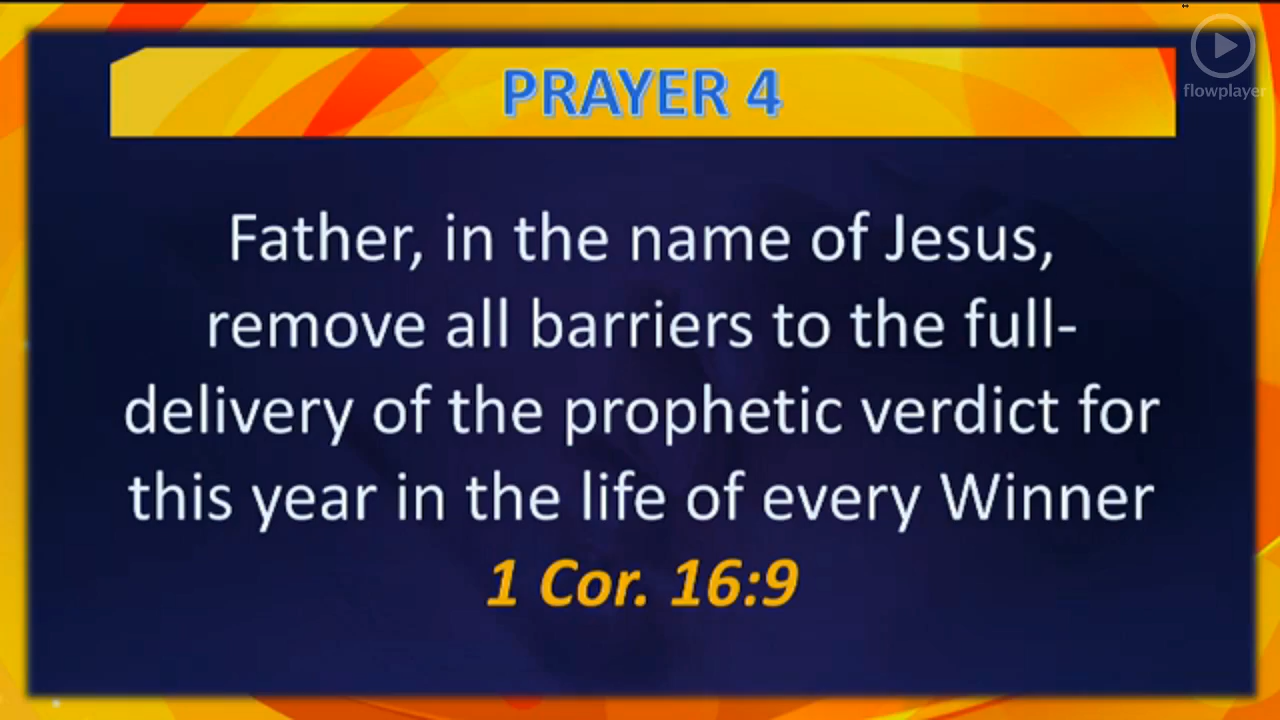 PRAYER 4
flowplayer
Father, in the name of Jesus,
remove all barriers to the full-
delivery of the prophetic verdict for
this year in the life of every Winner
1 Cor. 16:9